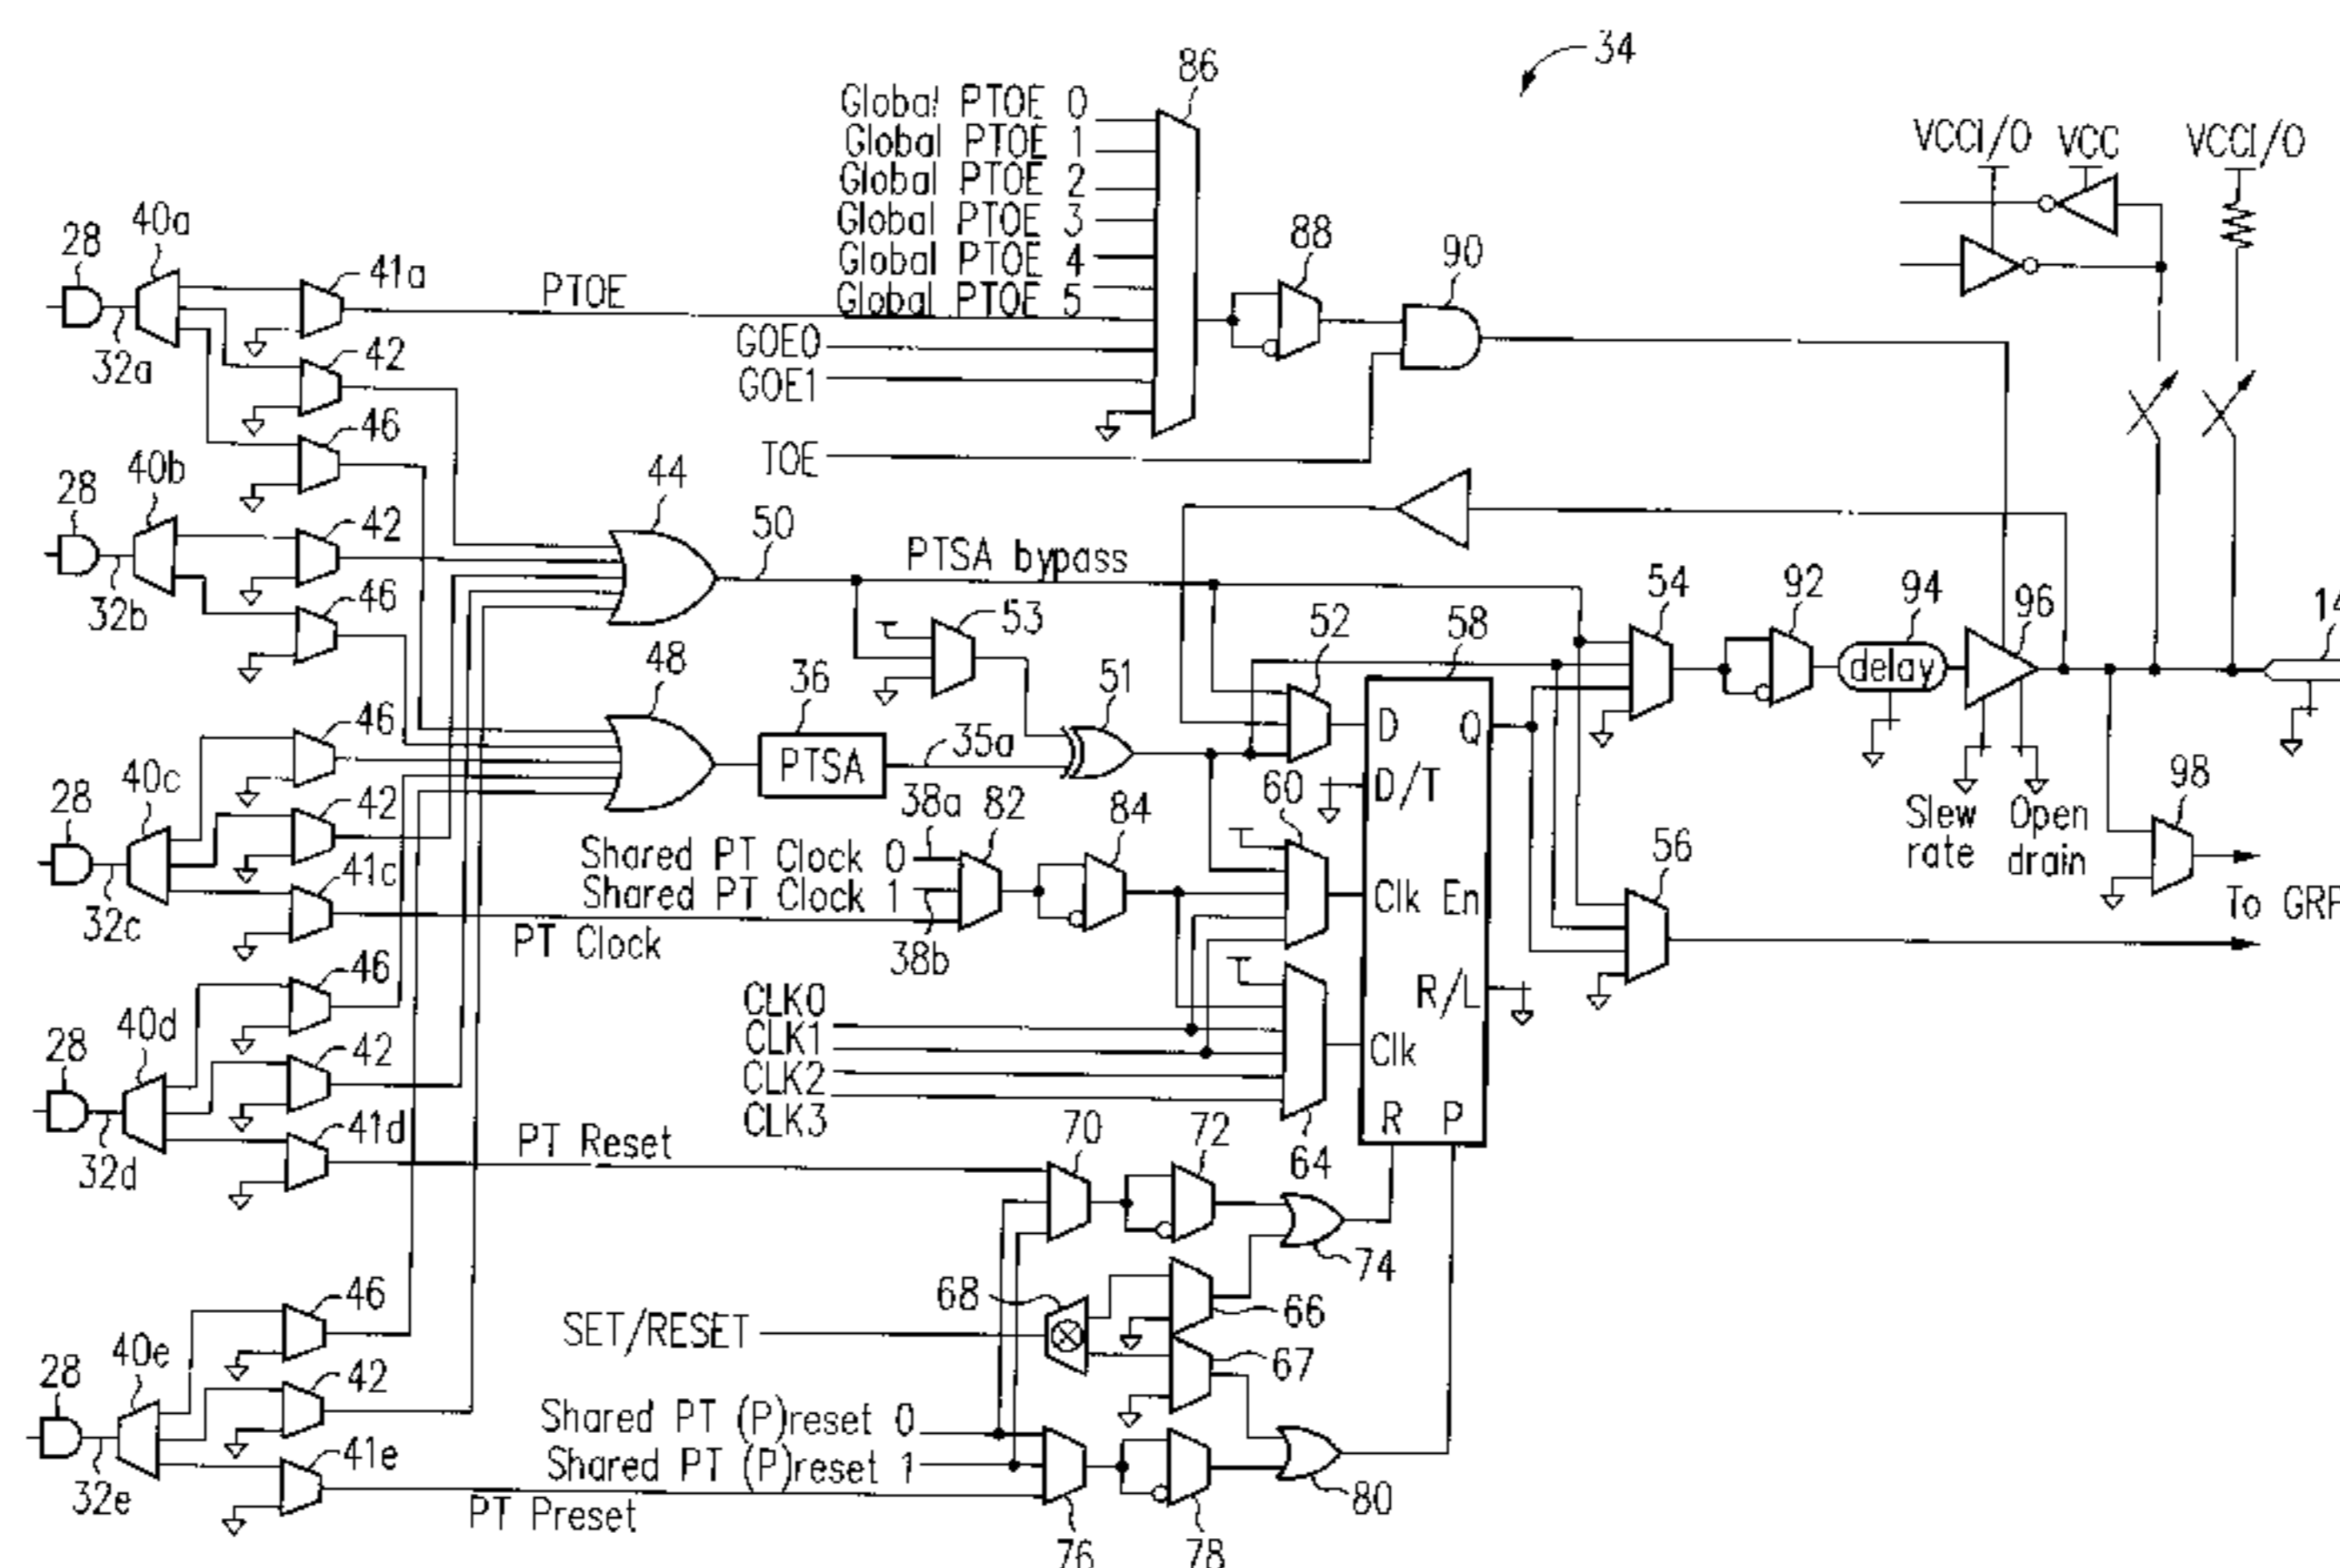 34
86
Global PTOE 0
Global PTOE 1
Global PTOE 2
Global PTOE 3
Global PTOE 4
Global PTOE 5
VCCI/O VCC VCCI/O
28 40a 41a PTOE 88 90
32a 42 GOE0
GOE1
46 TOE
28 40b 42 44 50 PTSA bypass
32b 46 53 52 58 54 92 94 96 14
delay
48 36 51
46 PTSA 35a D Q
28 40c 42 D/T 60
38a 82 84
Shared PT Clock 0
Shared PT Clock 1
38b
41c PT Clock
32c
Clk En
56
Slew rate
Open drain
98
To GRP
46
28 40d 42
CLK0
CLK1
CLK2
CLK3
R/L
Clk
R P
64
41d PT Reset 70 72
32d
74
46 68 66
SET/RESET
67
28 40e 42
Shared PT (P)reset 0
Shared PT (P)reset 1
41e PT Preset
32e
76 78 80